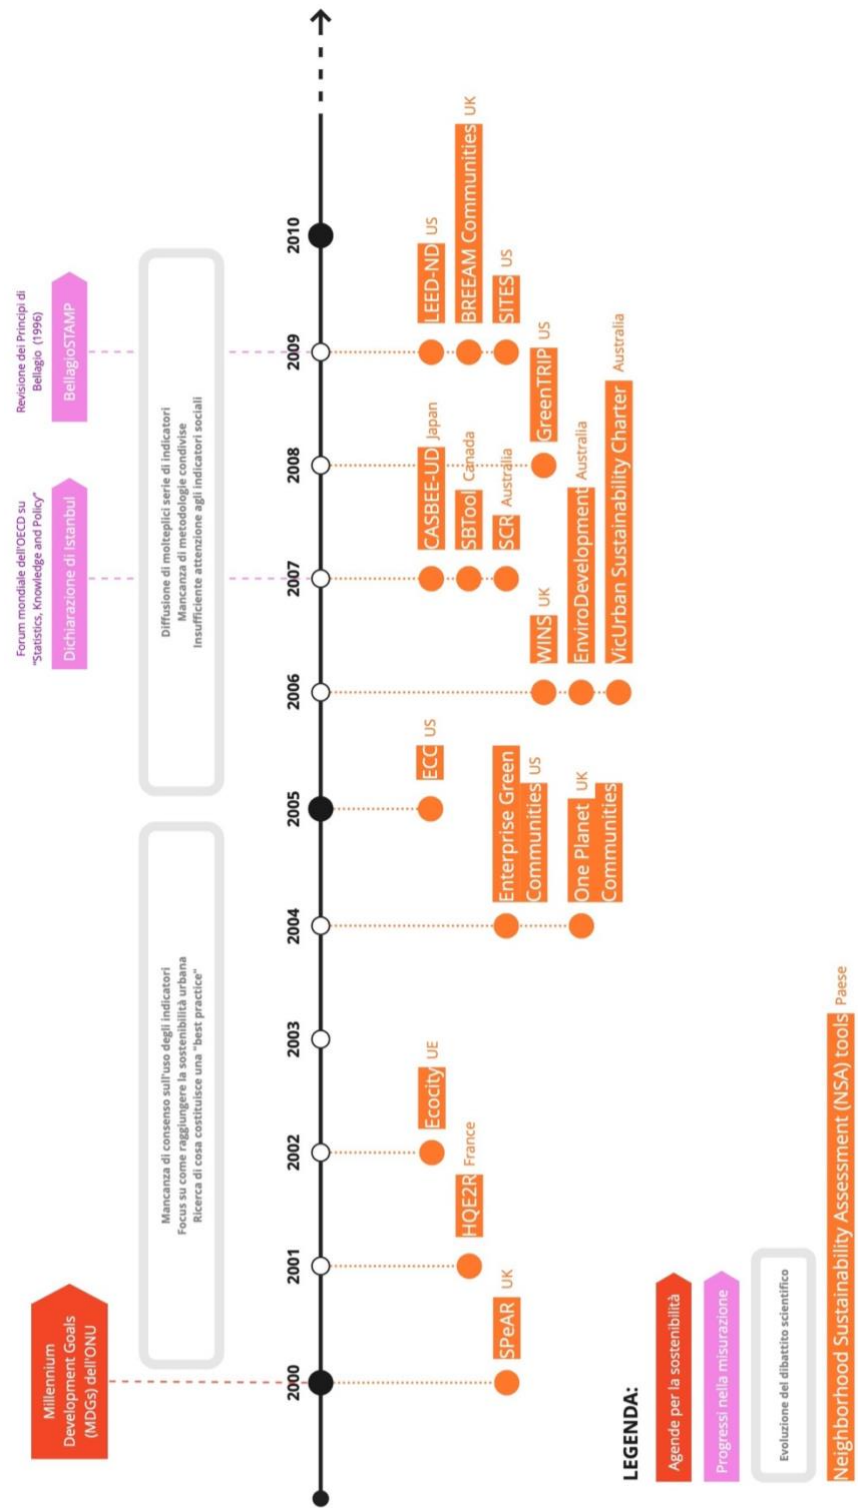 Millennium
Development Goals
(MDGs) dell'ONU
Forum mondiale dell'OECD su
"Statistics, Knowledge and Policy"
Dichiarazione di Istanbul
Revisione dei Principi di
Bellagio (1996)
BellagioSTAMP
Mancanza di consenso sull'uso degli indicatori
Focus su come raggiungere la sostenibilità urbana
Ricerca di cosa costituisce una "best practice"
Diffusione di molteplici serie di indicatori
Mancanza di metodologie condivise
Insufficiente attenzione agli indicatori sociali
2000
2001
2002
2003
2004
2005
2006
2007
2008
2009
2010
SPeAR UK
HQE2R France
Ecocity UE
Enterprise Green
Communities US
One Planet UK
Communities
ECC US
WINS UK
EnviroDevelopment Australia
VicUrban Sustainability Charter Australia
CASBEE-UD Japan
SBTool Canada
SCR Australia
GreenTRIP US
LEED-ND US
BREEAM Communities UK
SITES US
LEGENDA:
Agende per la sostenibilità
Progressi nella misurazione
Evoluzione del dibattito scientifico
Neighborhood Sustainability Assessment (NSA) tools Paese